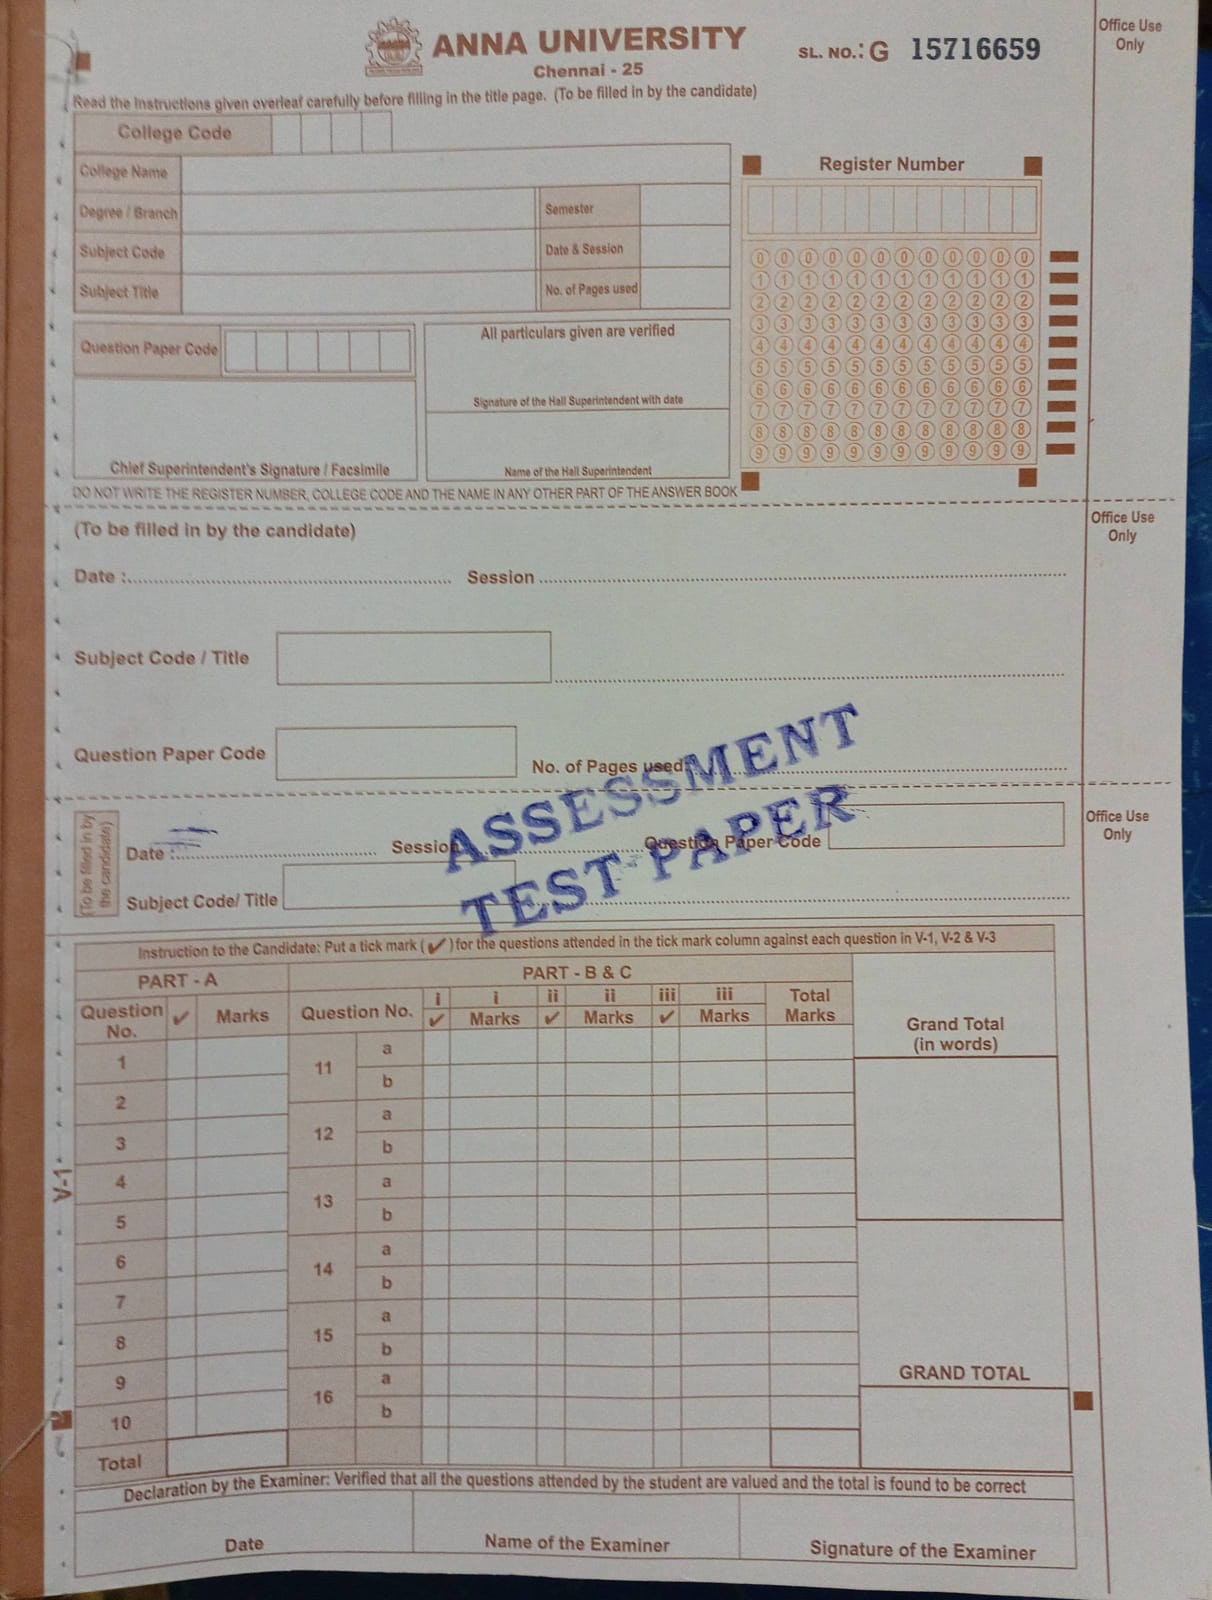 ANNA UNIVERSITY
Chennai - 25
SL. NO.: G 15716659
Office Use Only
Read the Instructions given overleaf carefully before filling in the title page. (To be filled in by the candidate)
College Code
College Name
Degree / Branch
Semester
Subject Code
Date & Session
Subject Title
No. of Pages used
Register Number
0 0 0 0 0 0 0 0 0 0 0 0
1 1 1 1 1 1 1 1 1 1 1 1
2 2 2 2 2 2 2 2 2 2 2 2
3 3 3 3 3 3 3 3 3 3 3 3
4 4 4 4 4 4 4 4 4 4 4 4
5 5 5 5 5 5 5 5 5 5 5 5
6 6 6 6 6 6 6 6 6 6 6 6
7 7 7 7 7 7 7 7 7 7 7 7
8 8 8 8 8 8 8 8 8 8 8 8
9 9 9 9 9 9 9 9 9 9 9 9
Question Paper Code
All particulars given are verified
Signature of the Hall Superintendent with date
Chief Superintendent's Signature / Facsimile
Name of the Hall Superintendent
DO NOT WRITE THE REGISTER NUMBER, COLLEGE CODE AND THE NAME IN ANY OTHER PART OF THE ANSWER BOOK
(To be filled in by the candidate)
Office Use Only
Date : Session
Subject Code / Title
Question Paper Code
No. of Pages used
ASSESSMENT
TEST PAPER
(To be filled in by the candidate)
Date : Session Question Paper Code
Office Use Only
Subject Code/ Title
Instruction to the Candidate: Put a tick mark (✓) for the questions attended in the tick mark column against each question in V-1, V-2 & V-3
PART - A
PART - B & C
Question No. ✓ Marks
Question No. i ✓ i Marks ii ✓ ii Marks iii ✓ iii Marks Total Marks
Grand Total
(in words)
1
2
3
4
5
6
7
8
9
10
Total
11 a
b
12 a
b
13 a
b
14 a
b
15 a
b
16 a
b
GRAND TOTAL
V-1
Declaration by the Examiner: Verified that all the questions attended by the student are valued and the total is found to be correct
Date
Name of the Examiner
Signature of the Examiner